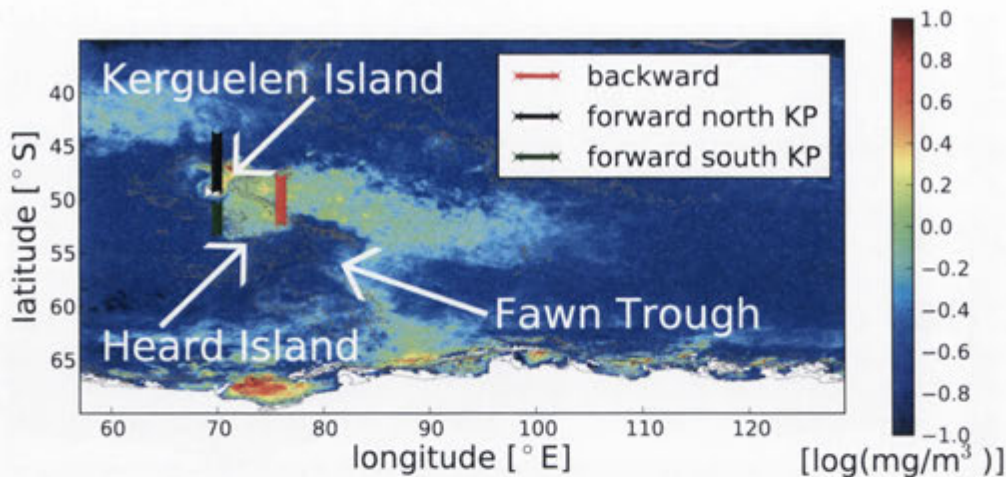 Kerguelen Island
backward
forward north KP
forward south KP
Heard Island
Fawn Trough
latitude [°S]
40
45
50
55
60
65
60
70
80
90
100
110
120
longitude [°E]
1.0
0.8
0.6
0.4
0.2
0.0
−0.2
−0.4
−0.6
−0.8
−1.0
[log(mg/m³ )]